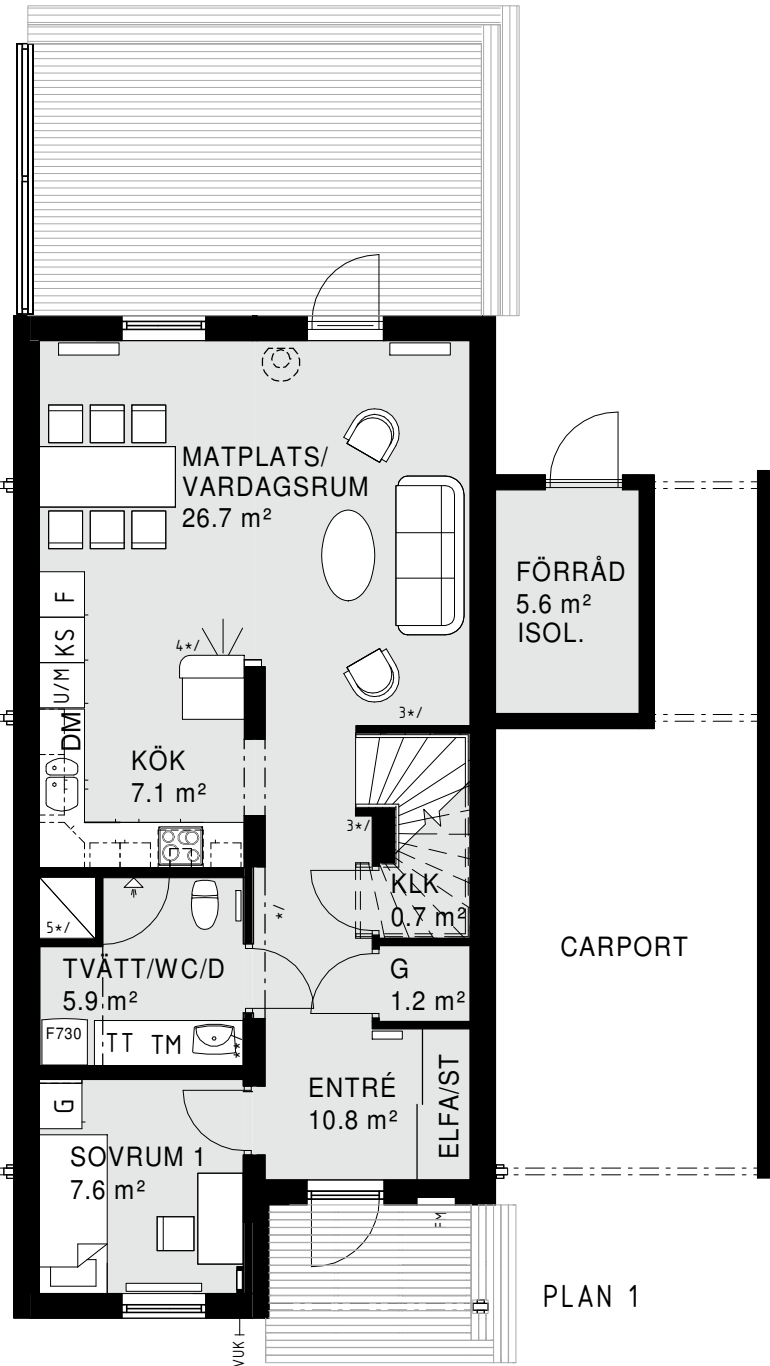 MATPLATS/
VARDAGSRUM
26.7 m²
FÖRRÅD
5.6 m²
ISOL.
F
KS
U/M
DM
4*/
3*/
KÖK
7.1 m²
3*/
KLK
0.7 m²
*/
5*/
CARPORT
TVÄTT/WC/D
5.9 m²
G
1.2 m²
F730
TT
TM
**/
ENTRÉ
10.8 m²
ELFA/ST
G
SOVRUM 1
7.6 m²
PLAN 1
VUK